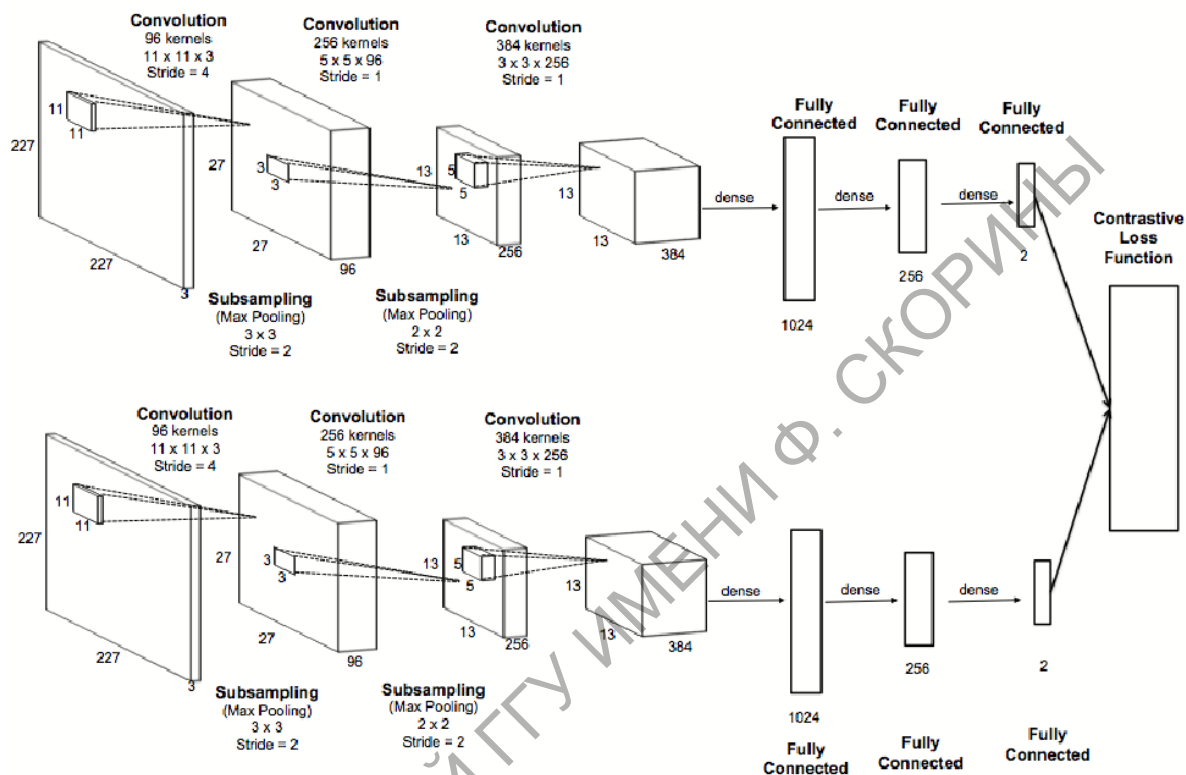 Convolution
96 kernels
11 x 11 x 3
Stride = 4
Convolution
256 kernels
5 x 5 x 96
Stride = 1
Convolution
384 kernels
3 x 3 x 256
Stride = 1
227
11
11
227
3
27
3
3
27
96
13
5
5
13
256
13
13
384
Subsampling
(Max Pooling)
3 x 3
Stride = 2
Subsampling
(Max Pooling)
2 x 2
Stride = 2
dense
Fully
Connected
1024
dense
Fully
Connected
256
dense
Fully
Connected
2
Contrastive
Loss
Function
Convolution
96 kernels
11 x 11 x 3
Stride = 4
Convolution
256 kernels
5 x 5 x 96
Stride = 1
Convolution
384 kernels
3 x 3 x 256
Stride = 1
227
11
11
227
3
27
3
3
27
96
13
5
5
13
256
13
13
384
Subsampling
(Max Pooling)
3 x 3
Stride = 2
Subsampling
(Max Pooling)
2 x 2
Stride = 2
dense
1024
Fully
Connected
dense
256
Fully
Connected
dense
2
Fully
Connected
ГГУ ИМЕНИ Ф. СКОРИНЫ